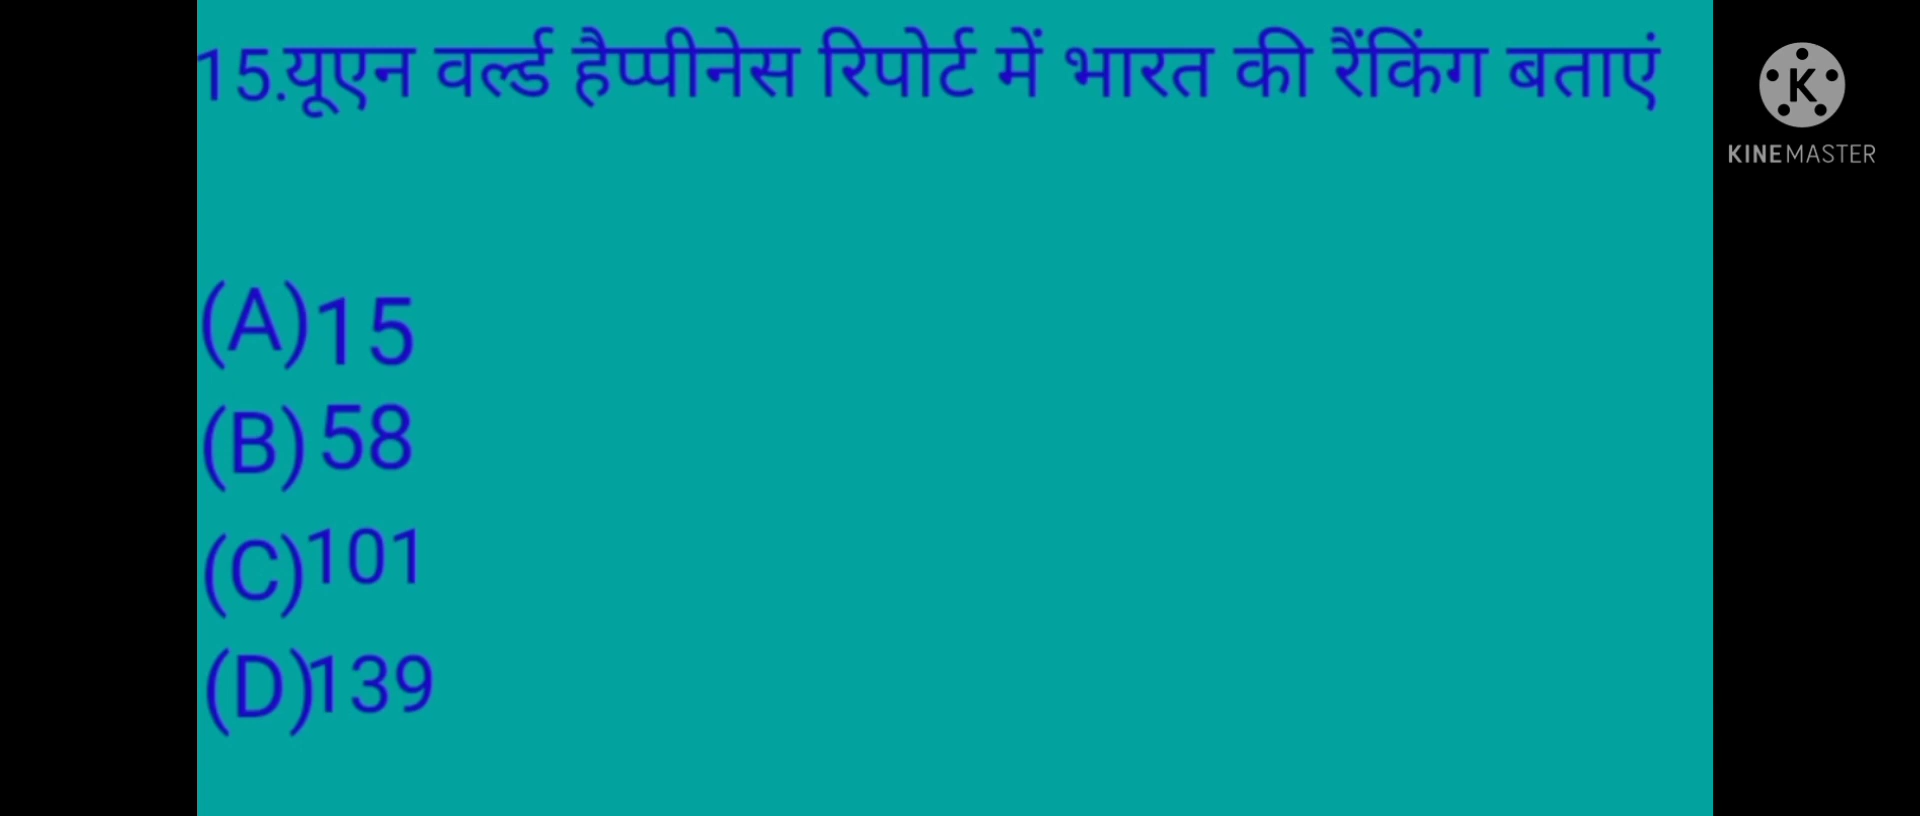 15.यूएन वर्ल्ड हैप्पीनेस रिपोर्ट में भारत की रैंकिंग बताएं
K
KINEMASTER
(A)15
(B)58
(C)101
(D)139